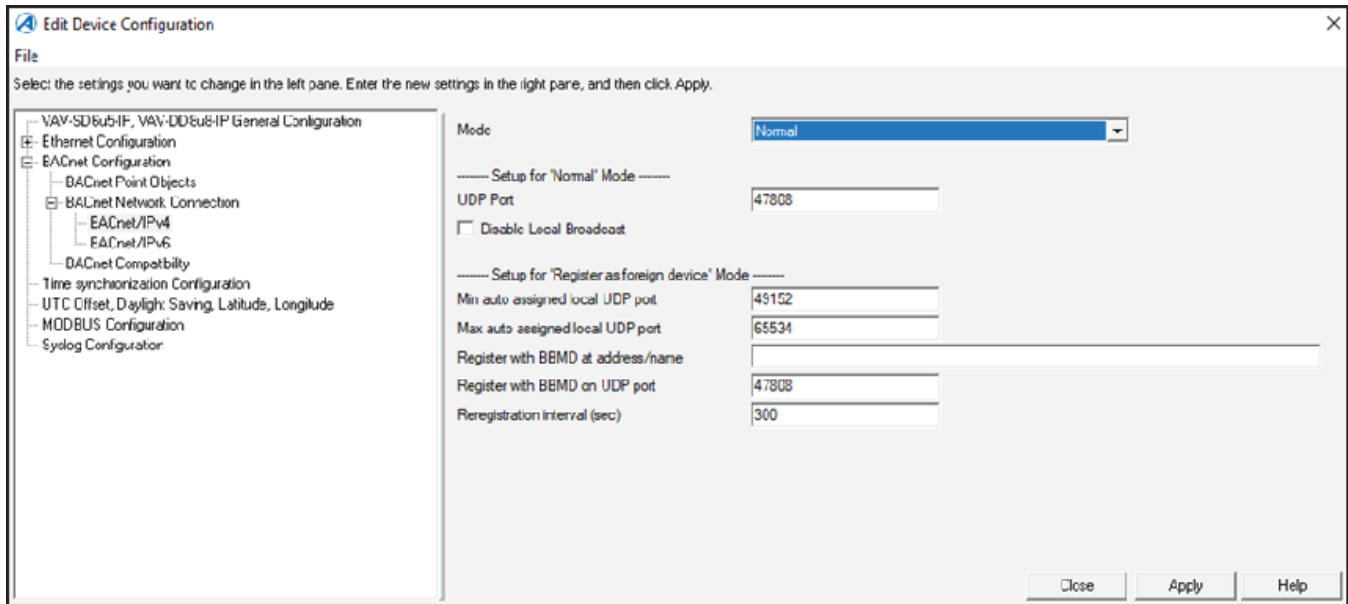 Edit Device Configuration
File
Select the settings you want to change in the left pane. Enter the new settings in the right pane, and then click Apply.
VAV-SD6u5-IF, VAV-DD8u8-IP General Configuration
Ethernet Configuration
BACnet Configuration
BACnet Point Objects
BACnet Network Connection
BACnet/IPv4
BACnet/IPv6
BACnet Compatibility
Time synchronization Configuration
UTC Offset, Daylight Saving, Latitude, Longitude
MODBUS Configuration
Syslog Configuration
Mode Normal
-------- Setup for 'Normal' Mode --------
UDP Port 47808
Disable Local Broadcast
-------- Setup for 'Register as foreign device' Mode --------
Min auto assigned local UDP port 49152
Max auto assigned local UDP port 65534
Register with BBMD at address/name
Register with BBMD on UDP port 47808
Reregistration interval (sec) 300
Close Apply Help